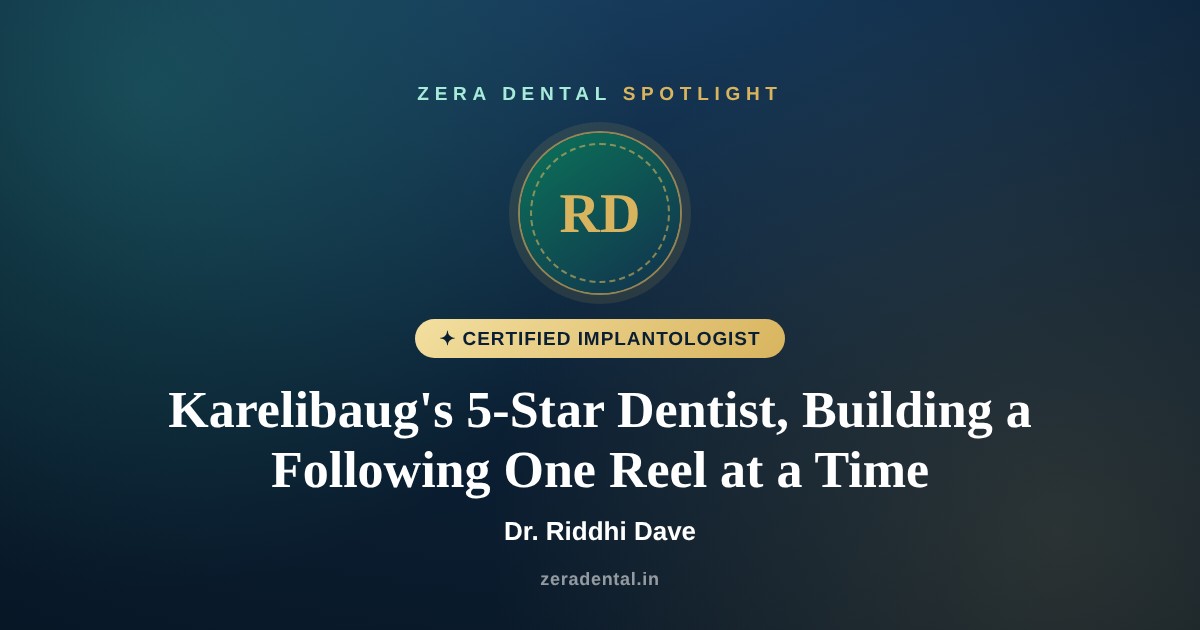 ZERA DENTAL SPOTLIGHT
RD
✦ CERTIFIED IMPLANTOLOGIST
Karelibaug's 5-Star Dentist, Building a
Following One Reel at a Time
Dr. Riddhi Dave
zeradental.in